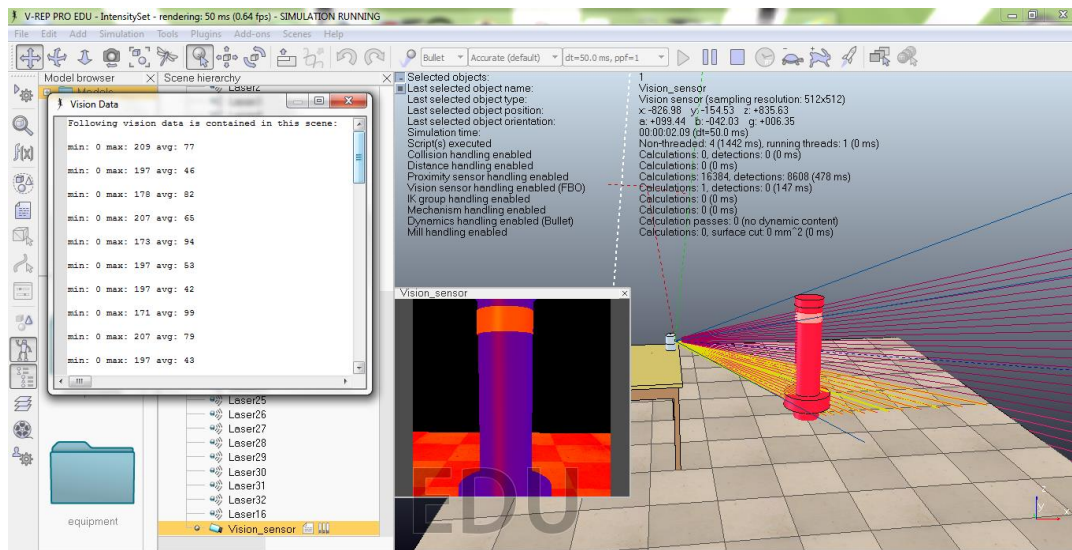 V-REP PRO EDU - IntensitySet - rendering: 50 ms (0.64 fps) - SIMULATION RUNNING
File Edit Add Simulation Tools Plugins Add-ons Scenes Help
Bullet Accurate (default) dt=50.0 ms, ppf=1
Model browser X Scene hierarchy X
Models
Laser2
Vision Data
Following vision data is contained in this scene:
min: 0 max: 209 avg: 77
min: 0 max: 197 avg: 46
min: 0 max: 178 avg: 82
min: 0 max: 207 avg: 65
min: 0 max: 173 avg: 94
min: 0 max: 197 avg: 53
min: 0 max: 197 avg: 42
min: 0 max: 171 avg: 99
min: 0 max: 207 avg: 79
min: 0 max: 197 avg: 43
Laser25
Laser26
Laser27
Laser28
Laser29
Laser30
Laser31
Laser32
Laser16
Vision_sensor
equipment
Selected objects: 1
Last selected object name: Vision_sensor
Last selected object type: Vision sensor (sampling resolution: 512x512)
Last selected object position: x: -826.98 y: -154.53 z: +835.63
Last selected object orientation: a: +099.44 b: -042.03 g: +006.35
Simulation time: 00:00:02.09 (dt=50.0 ms)
Script(s) executed Non-threaded: 4 (1442 ms), running threads: 1 (0 ms)
Collision handling enabled Calculations: 0, detections: 0 (0 ms)
Distance handling enabled Calculations: 0 (0 ms)
Proximity sensor handling enabled Calculations: 16384, detections: 8608 (478 ms)
Vision sensor handling enabled (FBO) Calculations: 1, detections: 0 (147 ms)
IK group handling enabled Calculations: 0 (0 ms)
Mechanism handling enabled Calculations: 0 (0 ms)
Dynamics handling enabled (Bullet) Calculation passes: 0 (no dynamic content)
Mill handling enabled Calculations: 0, surface cut: 0 mm^2 (0 ms)
Vision_sensor
EDU